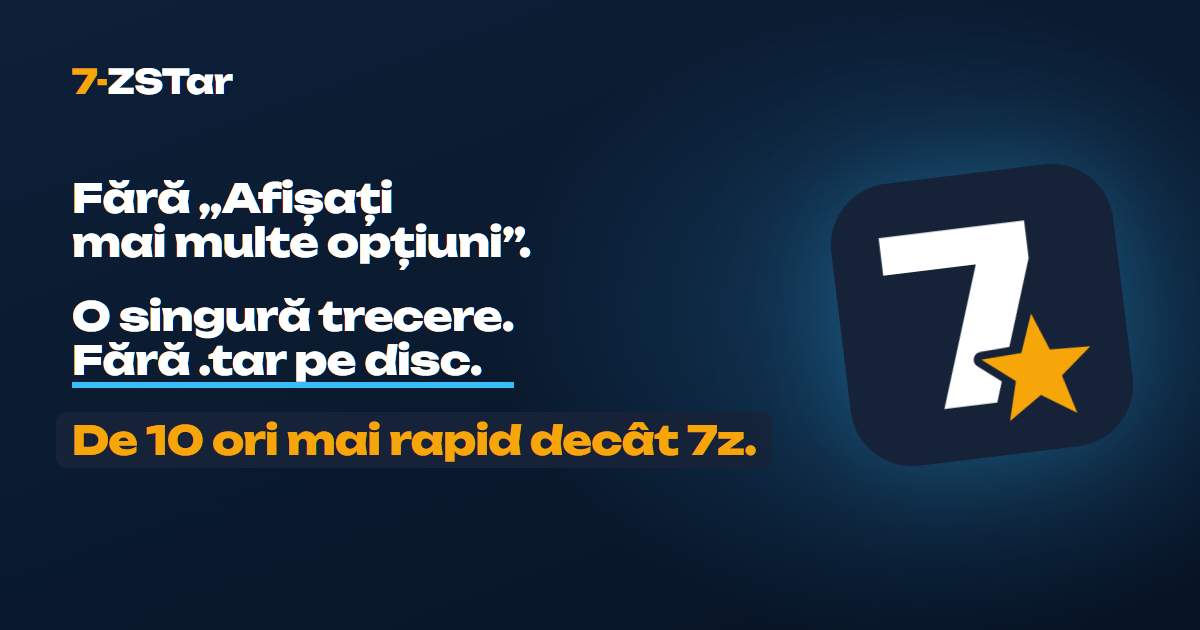 7-ZSTar
Fără „Afișați
mai multe opțiuni”.
O singură trecere.
Fără .tar pe disc.
De 10 ori mai rapid decât 7z.
7